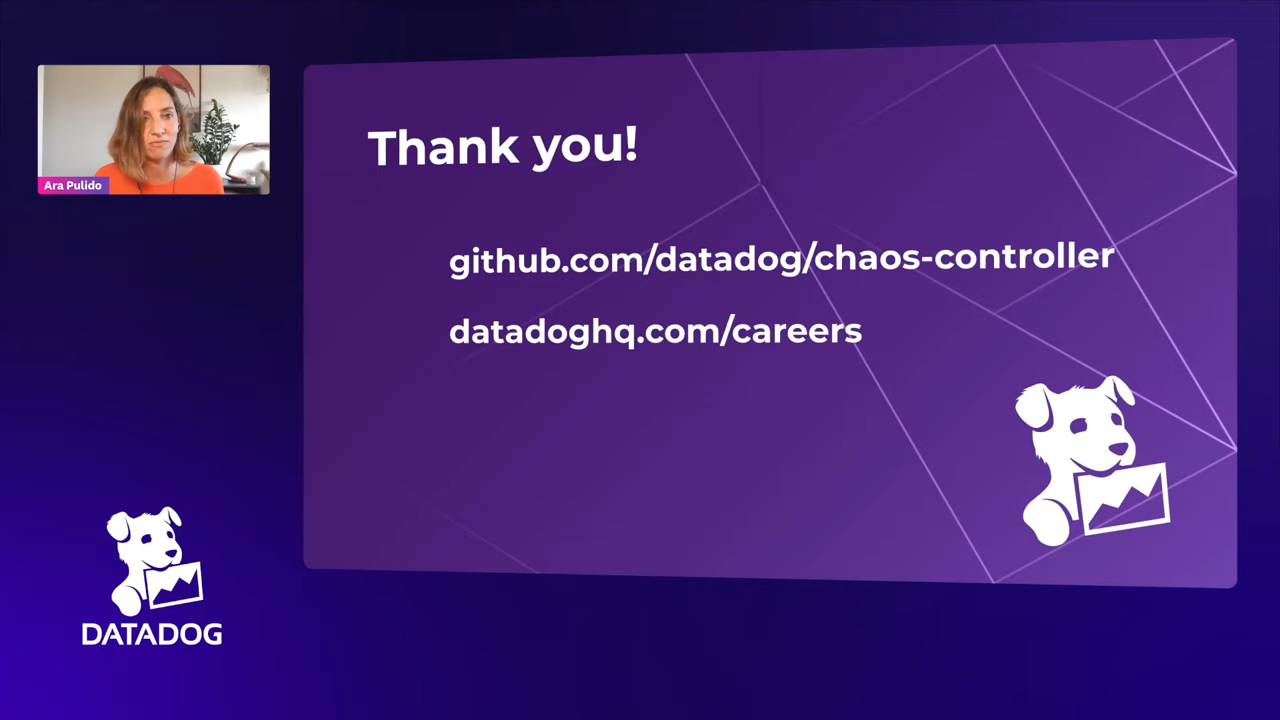 Ara Pulido
Thank you!
github.com/datadog/chaos-controller
datadoghq.com/careers
DATADOG